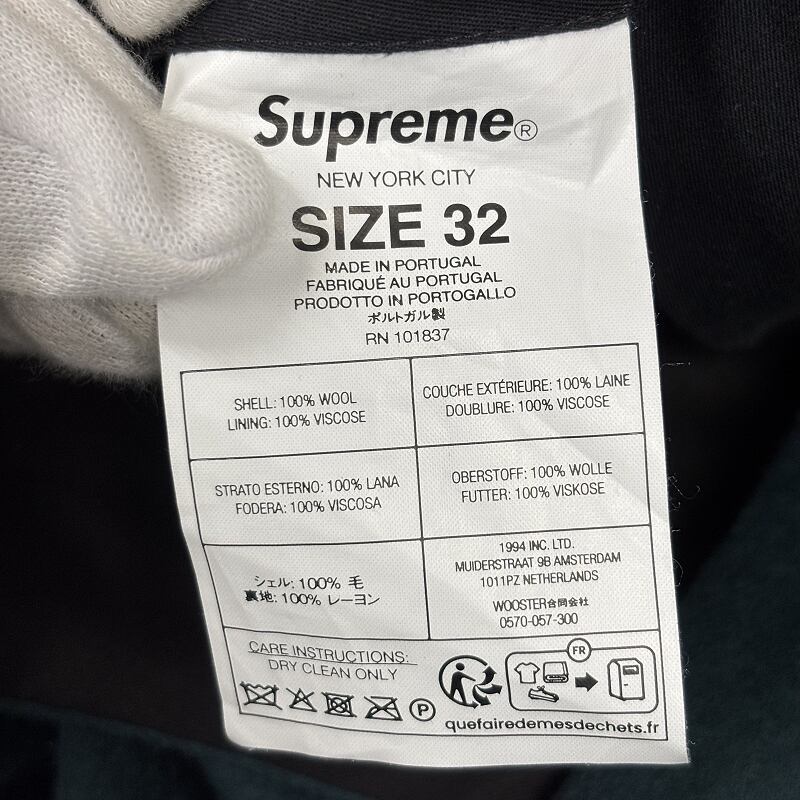 Supreme®
NEW YORK CITY
SIZE 32
MADE IN PORTUGAL
FABRIQUÉ AU PORTUGAL
PRODOTTO IN PORTOGALLO
ポルトガル製
RN 101837
SHELL: 100% WOOL
LINING: 100% VISCOSE
COUCHE EXTÉRIEURE: 100% LAINE
DOUBLURE: 100% VISCOSE
STRATO ESTERNO: 100% LANA
FODERA: 100% VISCOSA
OBERSTOFF: 100% WOLLE
FUTTER: 100% VISKOSE
シェル: 100% 毛
裏地: 100% レーヨン
1994 INC. LTD.
MUIDERSTRAAT 9B AMSTERDAM
1011PZ NETHERLANDS
WOOSTER合同会社
0570-057-300
CARE INSTRUCTIONS:
DRY CLEAN ONLY
P
FR
quefairedemesdechets.fr